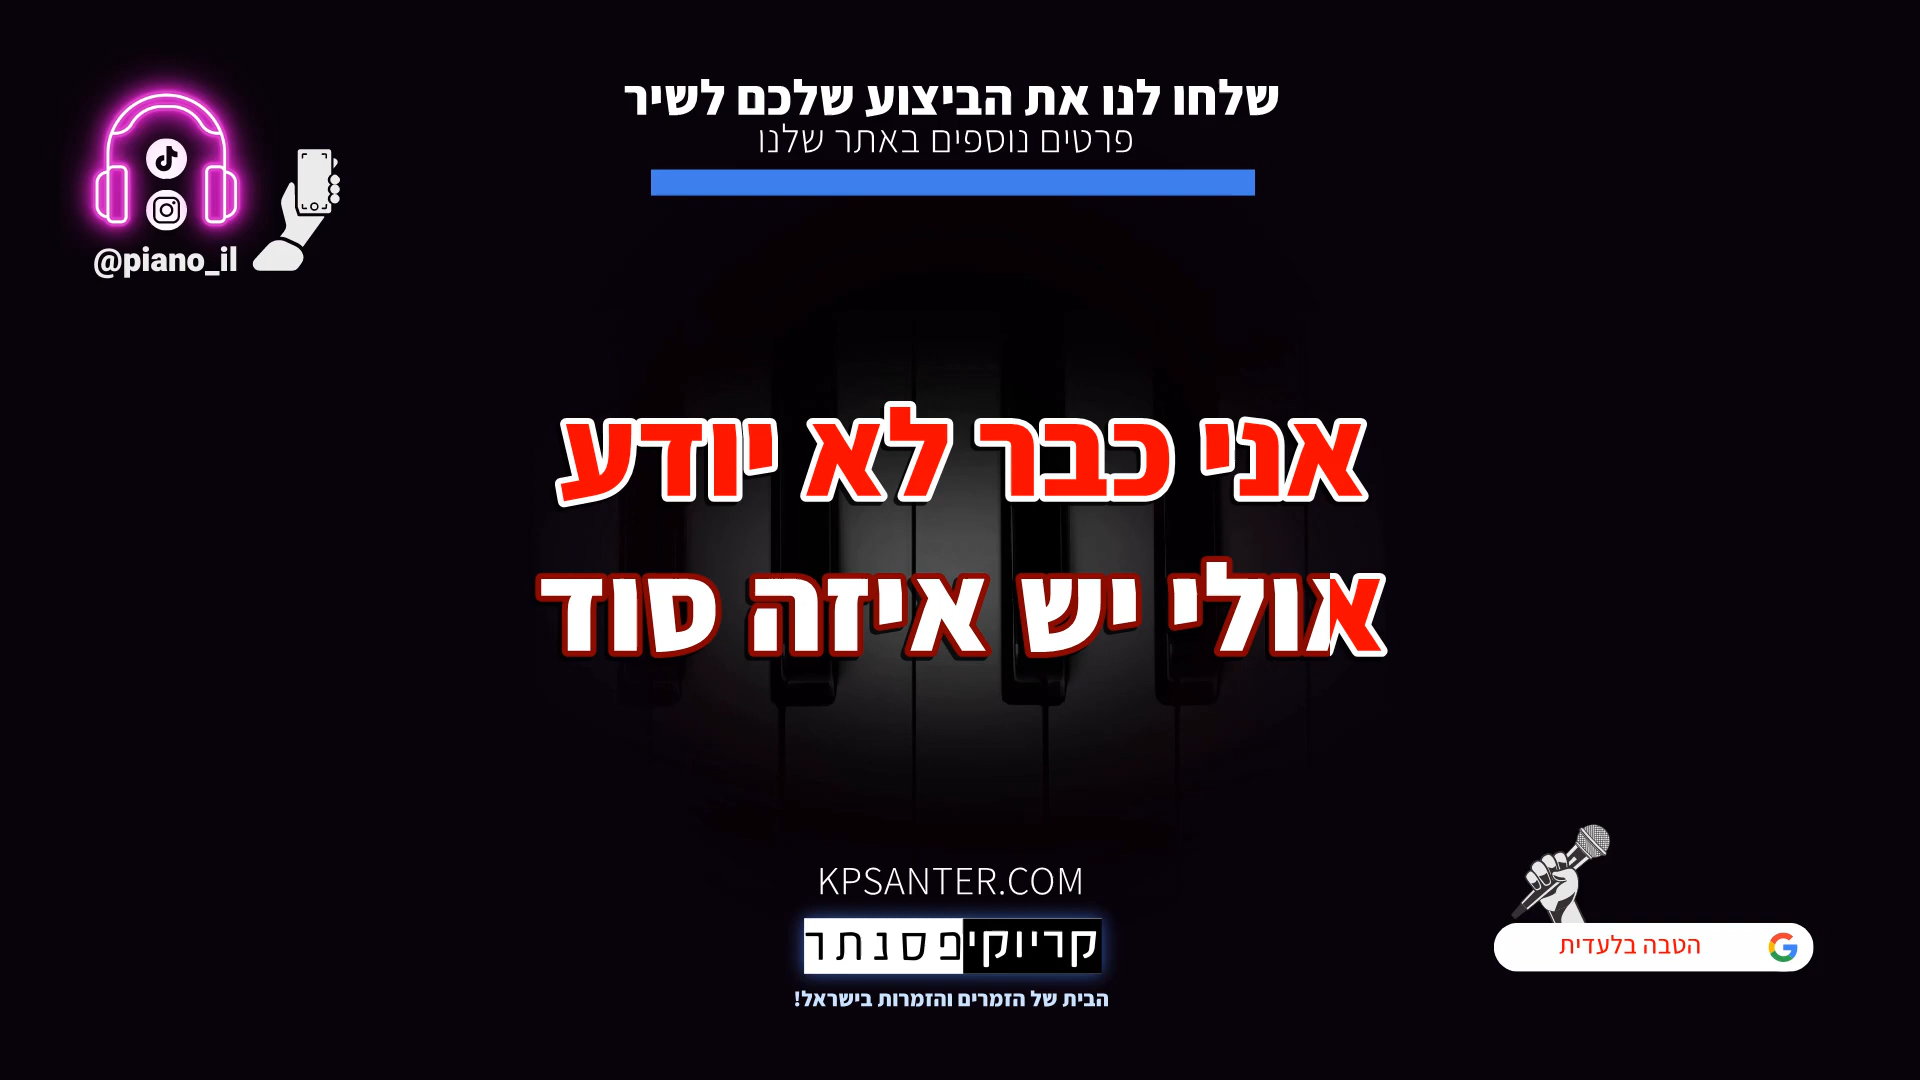 שלחו לנו את הביצוע שלכם לשיר
פרטים נוספים באתר שלנו
@piano_il
אני כבר לא יודע
אולי יש איזה סוד
KPSANTER.COM
קריוקיפסנתר
הבית של הזמרים והזמרות בישראל!
הטבה בלעדית